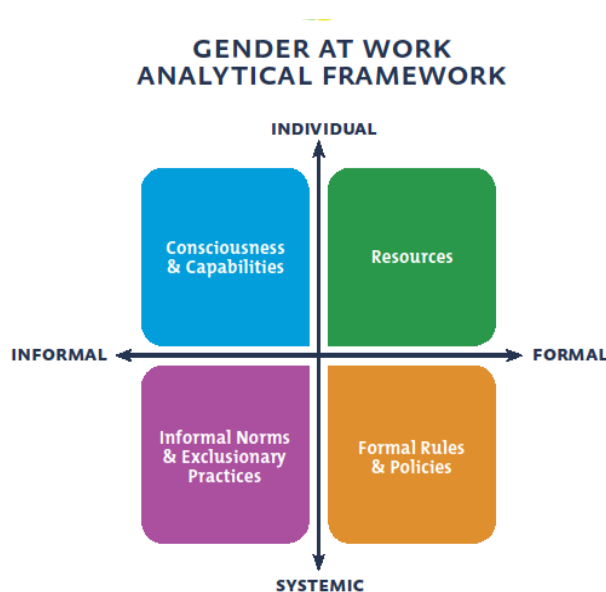 GENDER AT WORK
ANALYTICAL FRAMEWORK
INDIVIDUAL
Consciousness
& Capabilities
Resources
INFORMAL
FORMAL
Informal Norms
& Exclusionary
Practices
Formal Rules
& Policies
SYSTEMIC